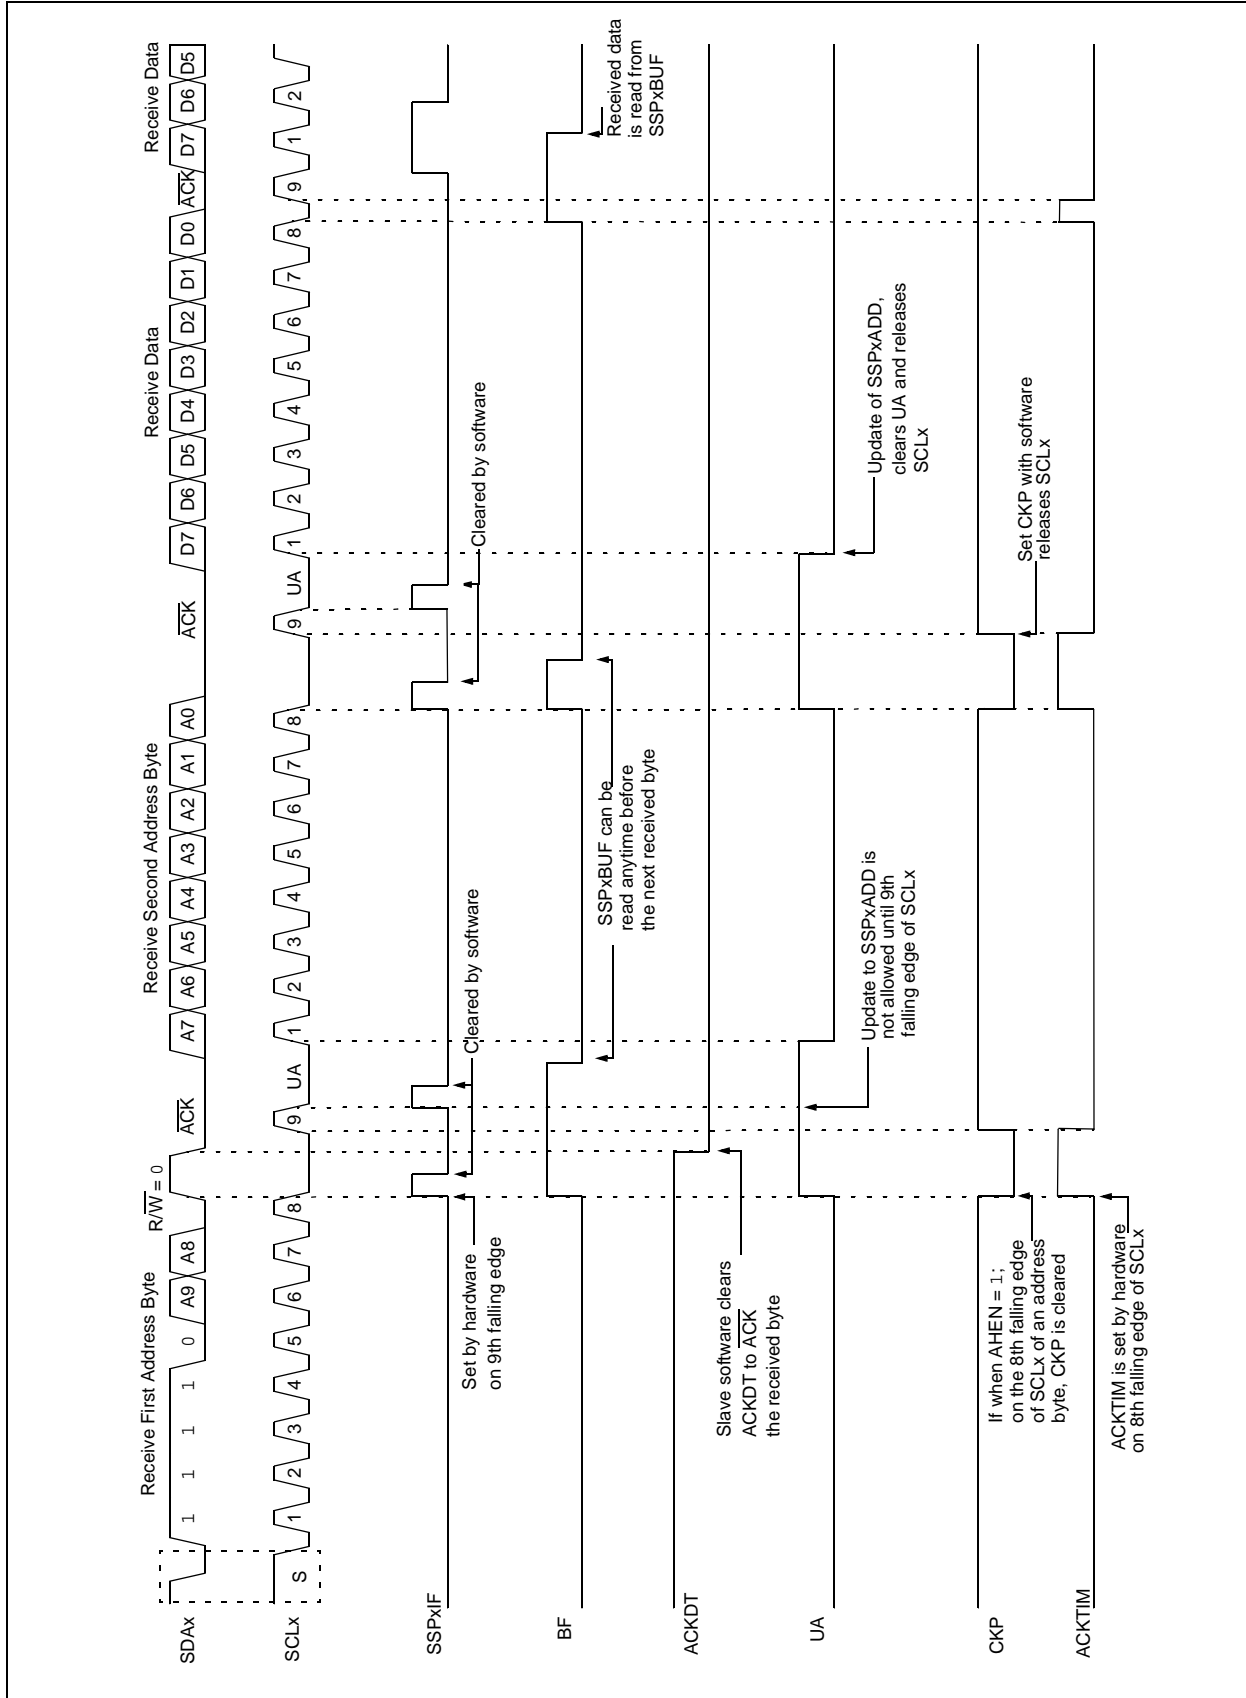 Receive First Address Byte
R/W = 0
Receive Second Address Byte
Receive Data
Receive Data
SDAx
1 1 1 1 0 A9 A8
ACK
A7 A6 A5 A4 A3 A2 A1 A0
ACK
D7 D6 D5 D4 D3 D2 D1 D0
ACK
D7 D6 D5
SCLx
S 1 2 3 4 5 6 7 8 9 UA 1 2 3 4 5 6 7 8 9 UA 1 2 3 4 5 6 7 8 9 1 2
SSPxIF
Set by hardware
on 9th falling edge
Cleared by software
Cleared by software
BF
SSPxBUF can be
read anytime before
the next received byte
Received data
is read from
SSPxBUF
ACKDT
Slave software clears
ACKDT to ACK
the received byte
UA
Update to SSPxADD is
not allowed until 9th
falling edge of SCLx
Update of SSPxADD,
clears UA and releases
SCLx
CKP
If when AHEN = 1;
on the 8th falling edge
of SCLx of an address
byte, CKP is cleared
Set CKP with software
releases SCLx
ACKTIM
ACKTIM is set by hardware
on 8th falling edge of SCLx